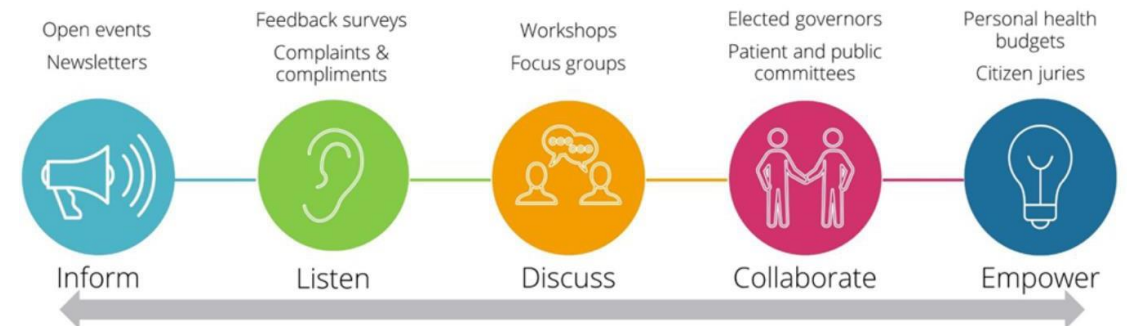 Open events
Newsletters
Feedback surveys
Complaints &
compliments
Workshops
Focus groups
Elected governors
Patient and public
committees
Personal health
budgets
Citizen juries
Inform
Listen
Discuss
Collaborate
Empower